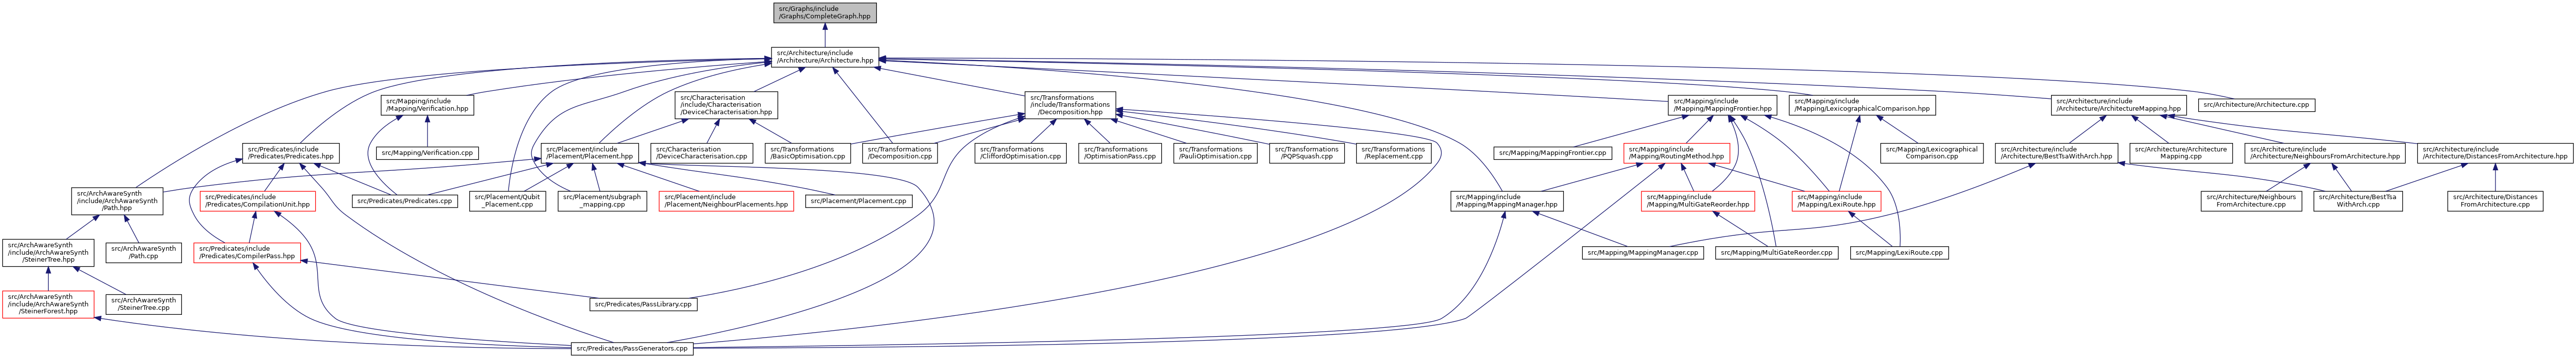 src/Graphs/include
/Graphs/CompleteGraph.hpp
src/Architecture/include
/Architecture/Architecture.hpp
src/Mapping/include
/Mapping/Verification.hpp
src/Characterisation
/include/Characterisation
/DeviceCharacterisation.hpp
src/Transformations
/include/Transformations
/Decomposition.hpp
src/Mapping/include
/Mapping/MappingFrontier.hpp
src/Mapping/include
/Mapping/LexicographicalComparison.hpp
src/Architecture/include
/Architecture/ArchitectureMapping.hpp
src/Architecture/Architecture.cpp
src/Predicates/include
/Predicates/Predicates.hpp
src/Mapping/Verification.cpp
src/Placement/include
/Placement/Placement.hpp
src/Characterisation
/DeviceCharacterisation.cpp
src/Transformations
/BasicOptimisation.cpp
src/Transformations
/Decomposition.cpp
src/Transformations
/CliffordOptimisation.cpp
src/Transformations
/OptimisationPass.cpp
src/Transformations
/PauliOptimisation.cpp
src/Transformations
/PQPSquash.cpp
src/Transformations
/Replacement.cpp
src/Mapping/MappingFrontier.cpp
src/Mapping/include
/Mapping/RoutingMethod.hpp
src/Mapping/Lexicographical
Comparison.cpp
src/Architecture/include
/Architecture/BestTsaWithArch.hpp
src/Architecture/Architecture
Mapping.cpp
src/Architecture/include
/Architecture/NeighboursFromArchitecture.hpp
src/Architecture/include
/Architecture/DistancesFromArchitecture.hpp
src/ArchAwareSynth
/include/ArchAwareSynth
/Path.hpp
src/Predicates/include
/Predicates/CompilationUnit.hpp
src/Predicates/Predicates.cpp
src/Placement/Qubit
_Placement.cpp
src/Placement/subgraph
_mapping.cpp
src/Placement/include
/Placement/NeighbourPlacements.hpp
src/Placement/Placement.cpp
src/Mapping/include
/Mapping/MappingManager.hpp
src/Mapping/include
/Mapping/MultiGateReorder.hpp
src/Mapping/include
/Mapping/LexiRoute.hpp
src/Architecture/Neighbours
FromArchitecture.cpp
src/Architecture/BestTsa
WithArch.cpp
src/Architecture/Distances
FromArchitecture.cpp
src/ArchAwareSynth
/include/ArchAwareSynth
/SteinerTree.hpp
src/ArchAwareSynth
/Path.cpp
src/Predicates/include
/Predicates/CompilerPass.hpp
src/Mapping/MappingManager.cpp
src/Mapping/MultiGateReorder.cpp
src/Mapping/LexiRoute.cpp
src/ArchAwareSynth
/include/ArchAwareSynth
/SteinerForest.hpp
src/ArchAwareSynth
/SteinerTree.cpp
src/Predicates/PassLibrary.cpp
src/Predicates/PassGenerators.cpp